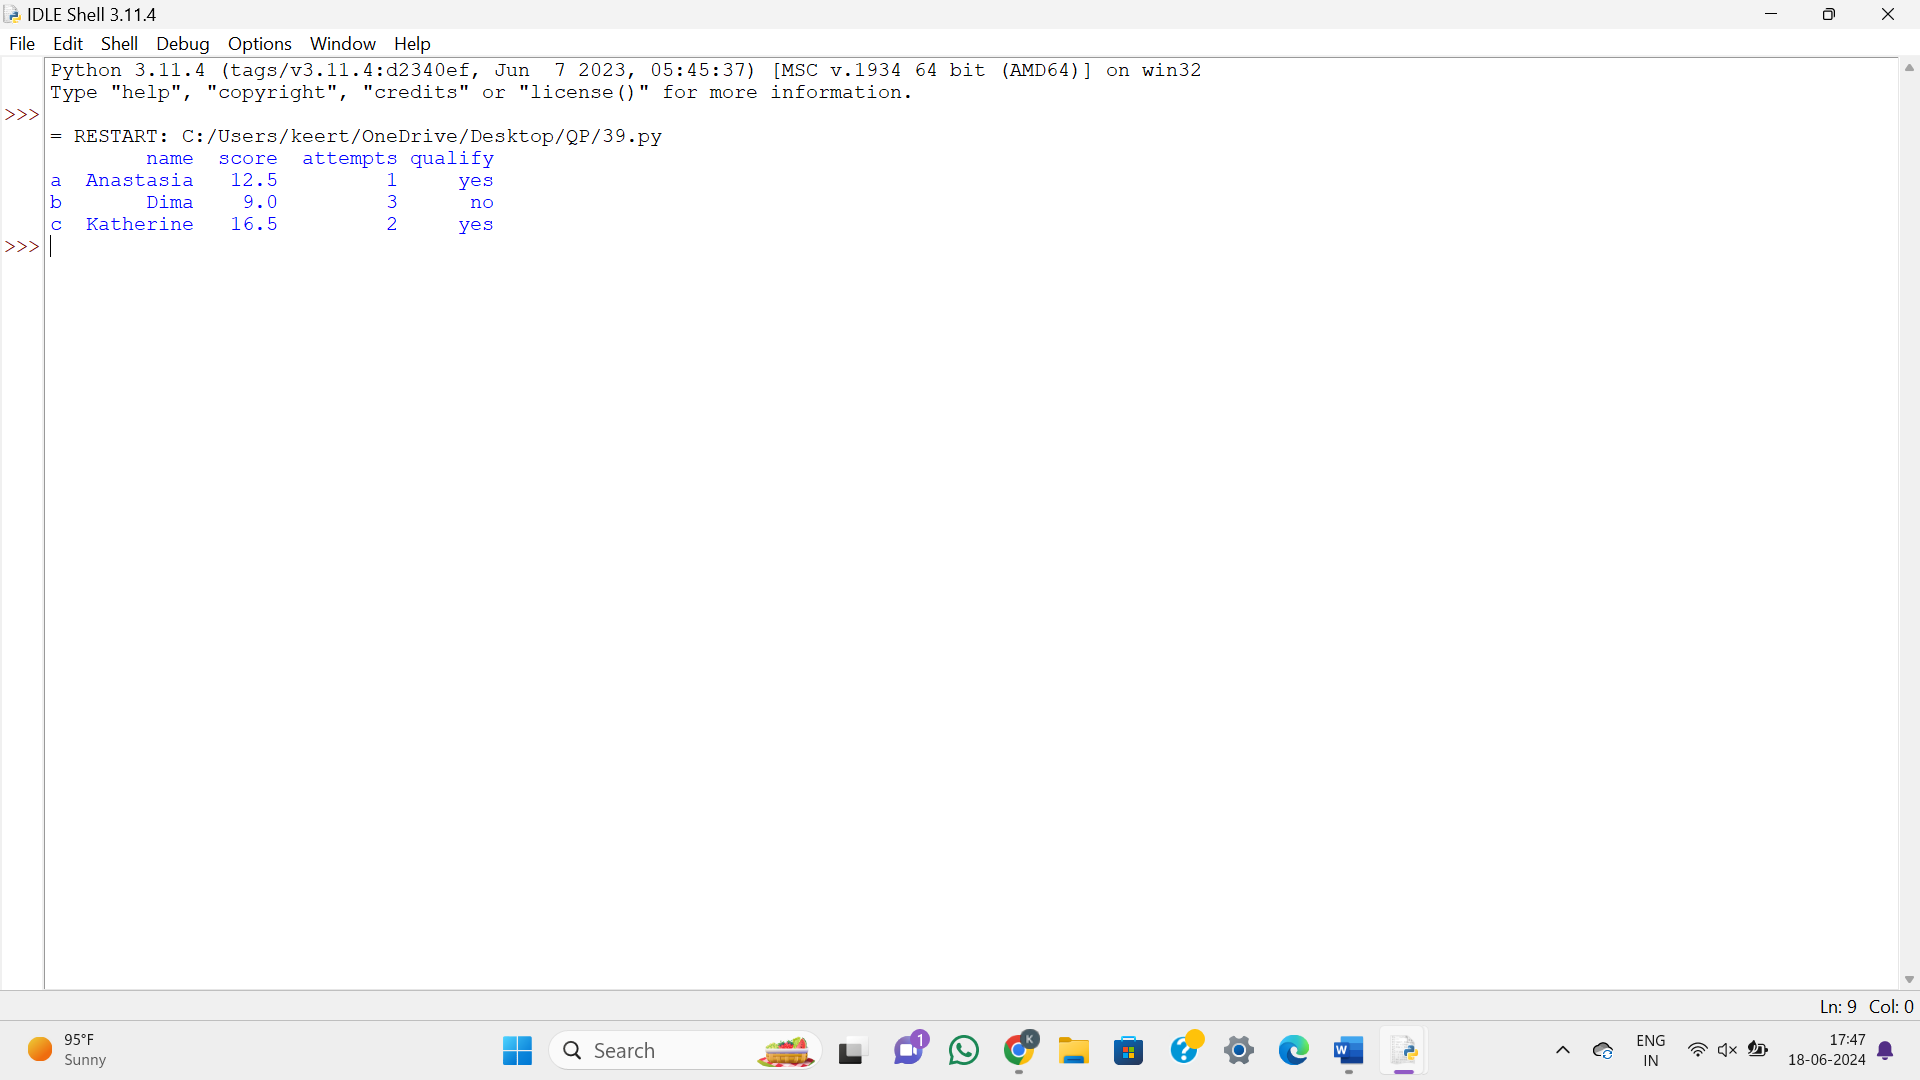 IDLE Shell 3.11.4
File Edit Shell Debug Options Window Help
Python 3.11.4 (tags/v3.11.4:d2340ef, Jun  7 2023, 05:45:37) [MSC v.1934 64 bit (AMD64)] on win32
Type "help", "copyright", "credits" or "license()" for more information.
>>>
= RESTART: C:/Users/keert/OneDrive/Desktop/QP/39.py
        name  score  attempts qualify
a  Anastasia   12.5         1     yes
b       Dima    9.0         3      no
c  Katherine   16.5         2     yes
>>>
Ln: 9 Col: 0
95°F
Sunny
Search
1
K
W
ENG
IN
17:47
18-06-2024